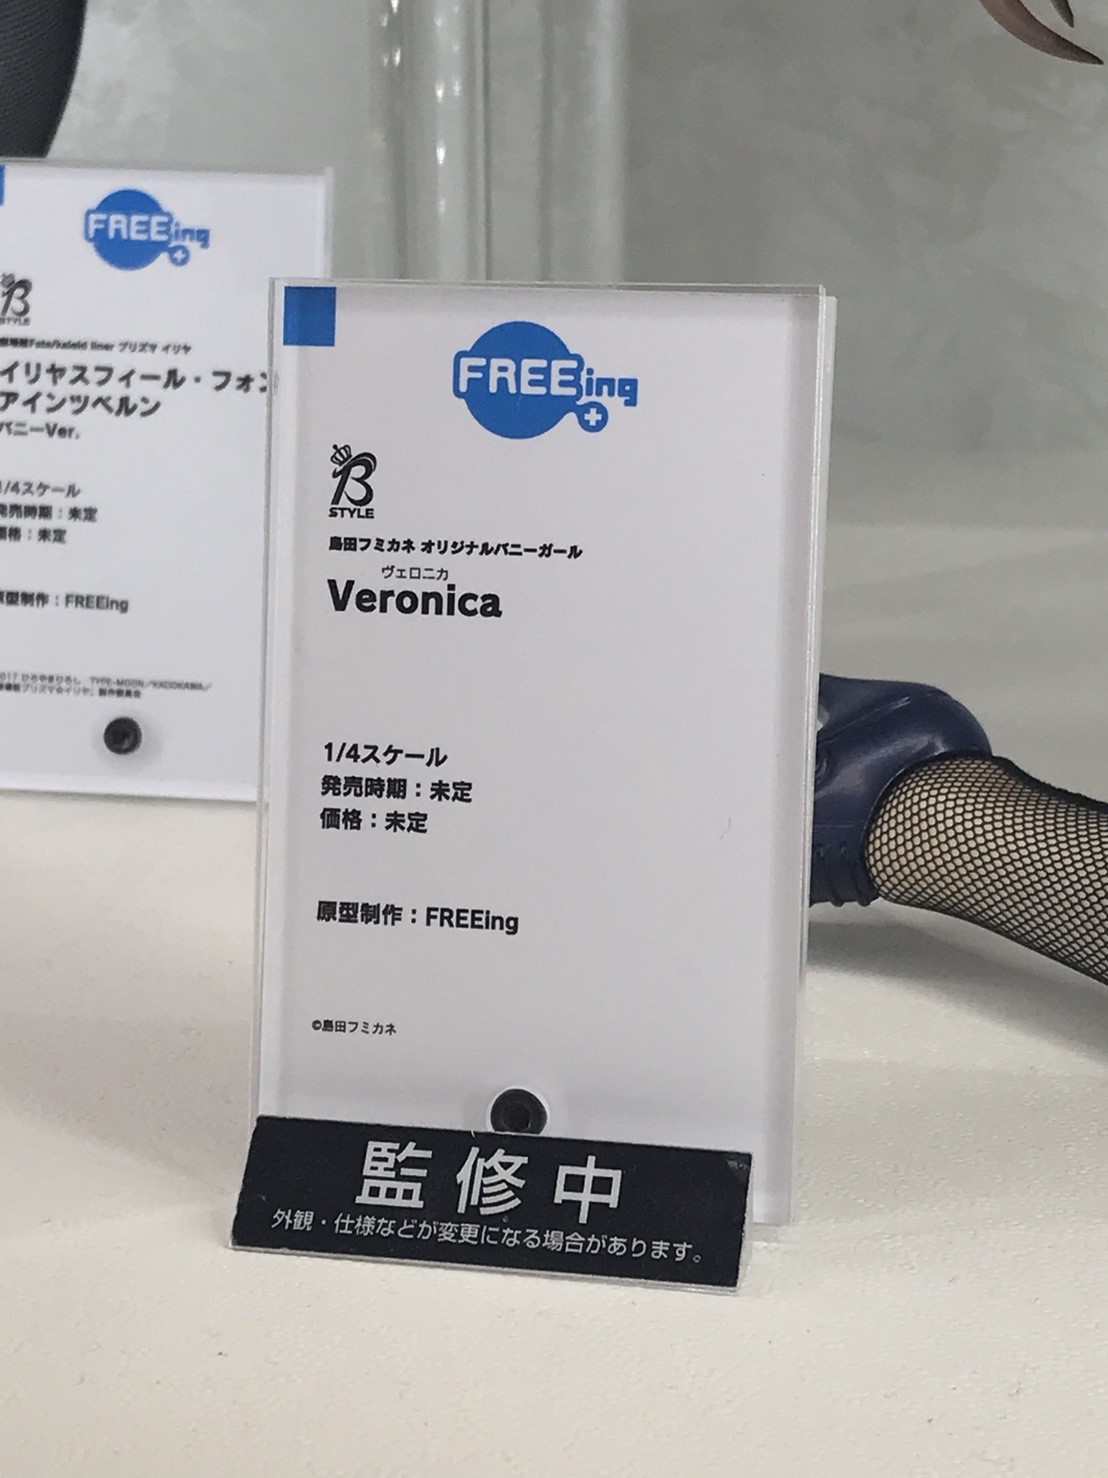 FREEing
STYLE
イリヤスフィール・フォン
アインツベルン
バニーVer.
1/4スケール
発売時期：未定
価格：未定
原型制作：FREEing
FREEing
B
STYLE
島田フミカネ オリジナルバニーガール
ヴェロニカ
Veronica
1/4スケール
発売時期：未定
価格：未定
原型制作：FREEing
©島田フミカネ
監修中
外観・仕様などが変更になる場合があります。